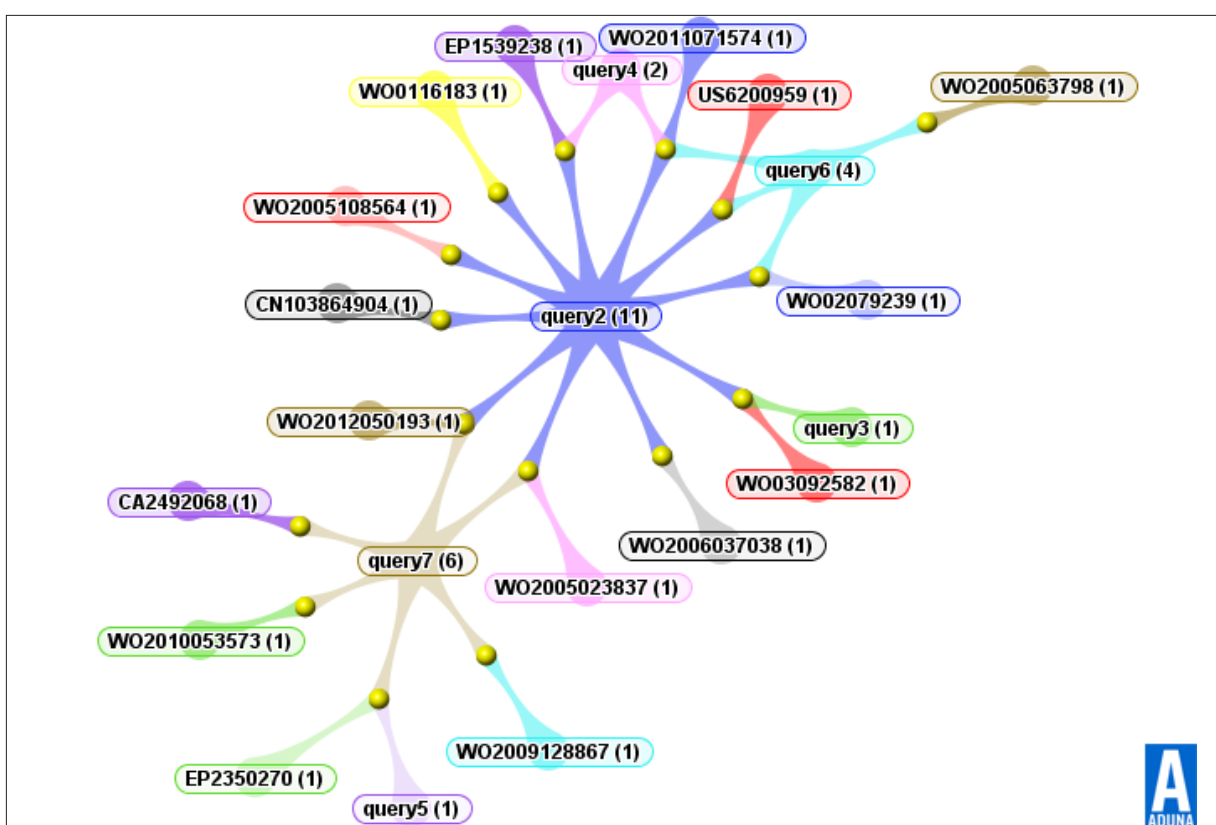 WO2011071574 (1)
EP1539238 (1)
query4 (2)
WO0116183 (1)
US6200959 (1)
WO2005063798 (1)
query6 (4)
WO2005108564 (1)
CN103864904 (1)
WO02079239 (1)
query2 (11)
WO2012050193 (1)
query3 (1)
WO03092582 (1)
CA2492068 (1)
WO2006037038 (1)
query7 (6)
WO2005023837 (1)
WO2010053573 (1)
WO2009128867 (1)
EP2350270 (1)
query5 (1)
A
ADUNA